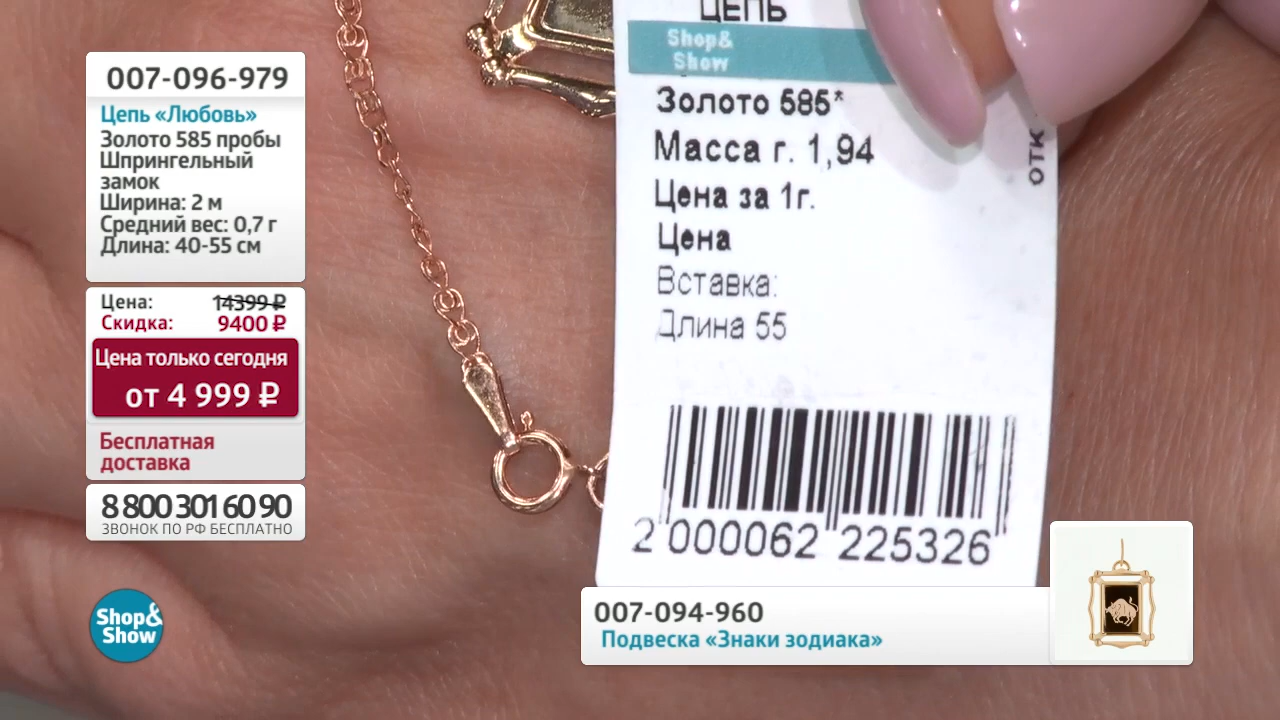 007-096-979
Цепь «Любовь»
Золото 585 пробы
Шпрингельный
замок
Ширина: 2 м
Средний вес: 0,7 г
Длина: 40-55 см
Цена: 14399 ₽
Скидка: 9400 ₽
Цена только сегодня
от 4 999 ₽
Бесплатная
доставка
8 800 301 60 90
ЗВОНОК ПО РФ БЕСПЛАТНО
Shop&
Show
ЦЕПЬ
Shop&
Show
Золото 585*
Масса г. 1,94
Цена за 1г.
Цена
Вставка:
Длина 55
ОТК
2 000062 225326
007-094-960
Подвеска «Знаки зодиака»